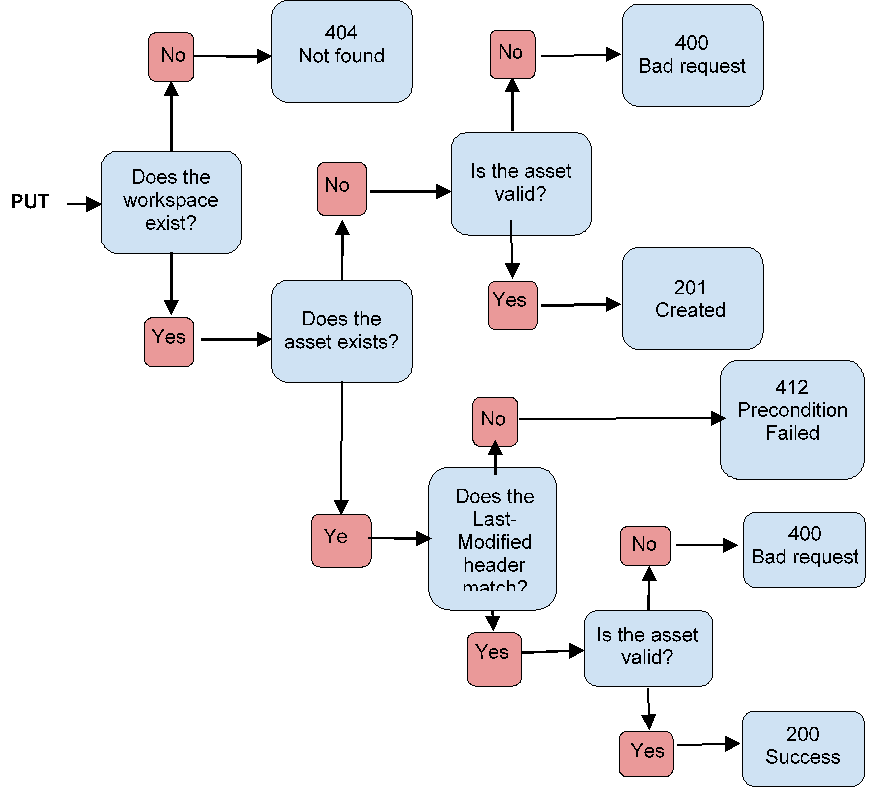 404
Not found
No
400
Bad request
No
Does the
workspace
exist?
PUT
No
Is the asset
valid?
Yes
Does the
asset exists?
Yes
201
Created
412
Precondition
Failed
No
Ye
Does the
Last-
Modified
header
match?
No
400
Bad request
Yes
Is the asset
valid?
Yes
200
Success